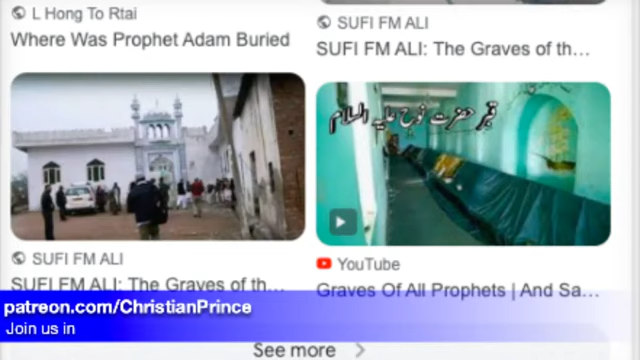 L Hong To Rtai
Where Was Prophet Adam Buried
SUFI FM ALI
SUFI FM ALI: The Graves of th...
قبر حضرت نوح علیہ السلام
SUFI FM ALI
SUFI FM ALI: The Graves of th...
YouTube
Graves Of All Prophets | And Sa...
patreon.com/ChristianPrince
Join us in
See more